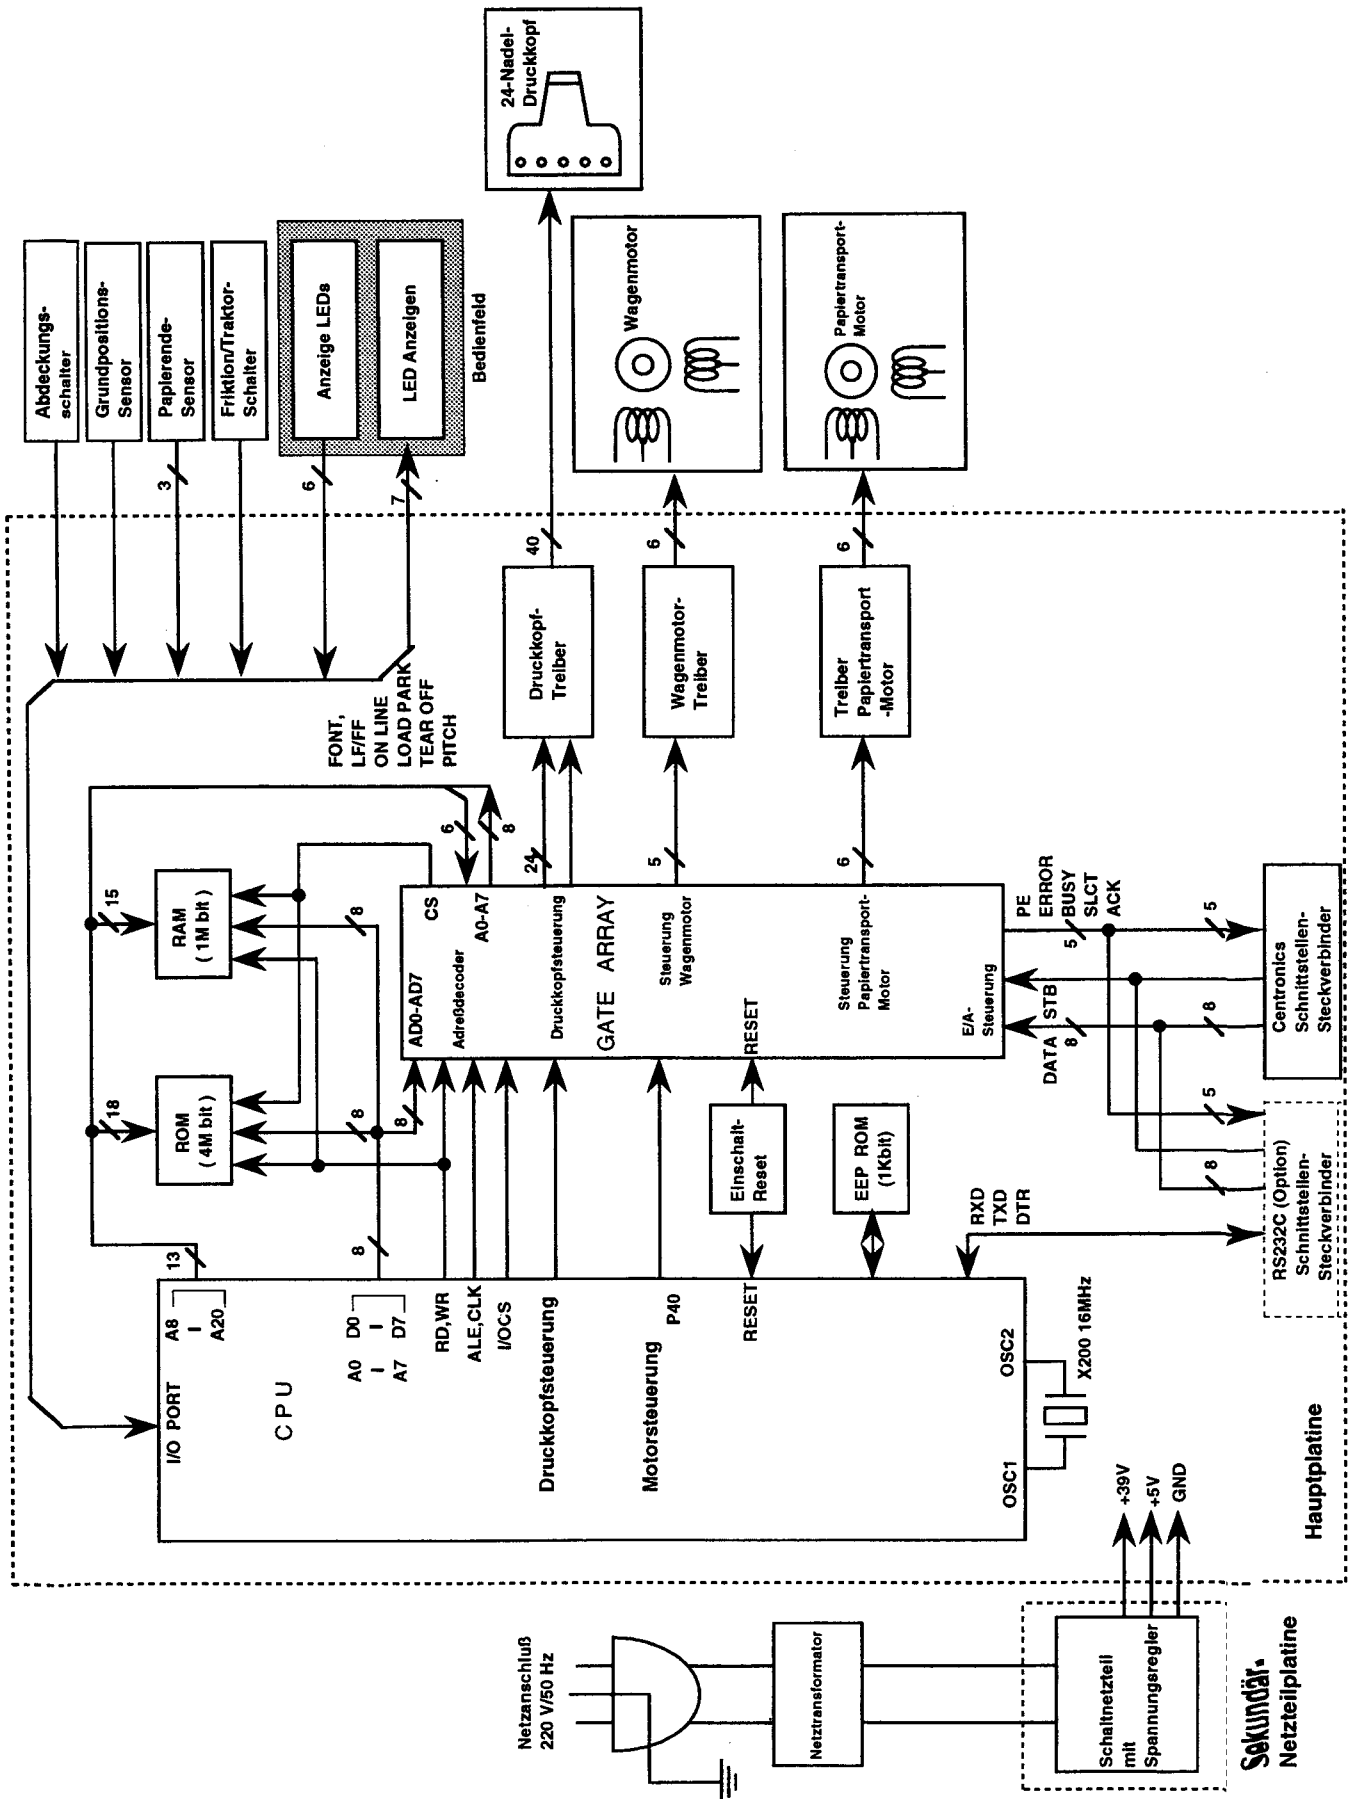 Netzanschluß
220 V/50 Hz
Netztransformator
Schaltnetzteil
mit
Spannungsregler
Sekundär-
Netzteilplatine
+39V
+5V
GND
Hauptplatine
I/O PORT
A8
I
A20
13
CPU
A0 D0
I I
A7 D7
8
RD,WR
ALE,CLK
I/OCS
Druckkopfsteuerung
Motorsteuerung
P40
RESET
OSC1
OSC2
X200 16MHz
ROM
( 4M bit )
18
8
8
RAM
( 1M bit )
15
8
Einschalt-
Reset
EEP ROM
(1Kbit)
RXD
TXD
DTR
RS232C (Option)
Schnittstellen-
Steckverbinder
8
5
AD0-AD7
CS
Adreßdecoder
A0-A7
6
8
Druckkopfsteuerung
24
GATE ARRAY
Steuerung
Wagenmotor
5
RESET
Steuerung
Papiertransport-
Motor
6
E/A-
Steuerung
PE
ERROR
BUSY
SLCT
ACK
5
DATA STB
8
5
8
Centronics
Schnittstellen-
Steckverbinder
FONT,
LF/FF
ON LINE
LOAD PARK
TEAR OFF
PITCH
Druckkopf-
Treiber
40
Wagenmotor-
Treiber
6
Treiber
Papiertransport
-Motor
6
Abdeckungs-
schalter
Grundpositions-
Sensor
Papierende-
Sensor
3
Friktion/Traktor-
Schalter
Anzeige LEDs
6
LED Anzeigen
7
Bedienfeld
24-Nadel-
Druckkopf
Wagenmotor
Papiertransport-
Motor